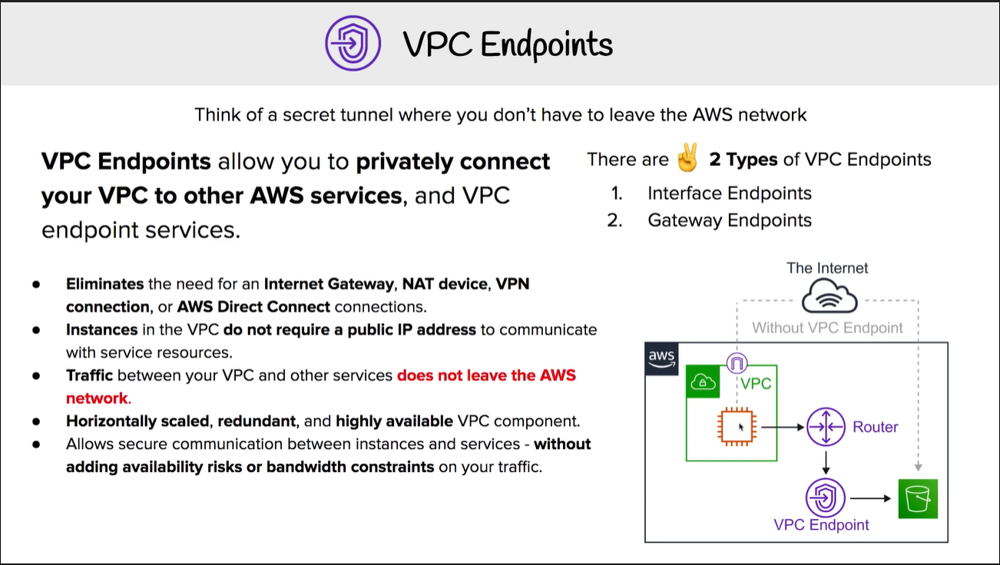 VPC Endpoints
Think of a secret tunnel where you don't have to leave the AWS network
VPC Endpoints allow you to privately connect
your VPC to other AWS services, and VPC
endpoint services.
There are ✌ 2 Types of VPC Endpoints
1. Interface Endpoints
2. Gateway Endpoints
● Eliminates the need for an Internet Gateway, NAT device, VPN
connection, or AWS Direct Connect connections.
● Instances in the VPC do not require a public IP address to communicate
with service resources.
● Traffic between your VPC and other services does not leave the AWS
network.
● Horizontally scaled, redundant, and highly available VPC component.
● Allows secure communication between instances and services - without
adding availability risks or bandwidth constraints on your traffic.
The Internet
Without VPC Endpoint
aws
VPC
Router
VPC Endpoint